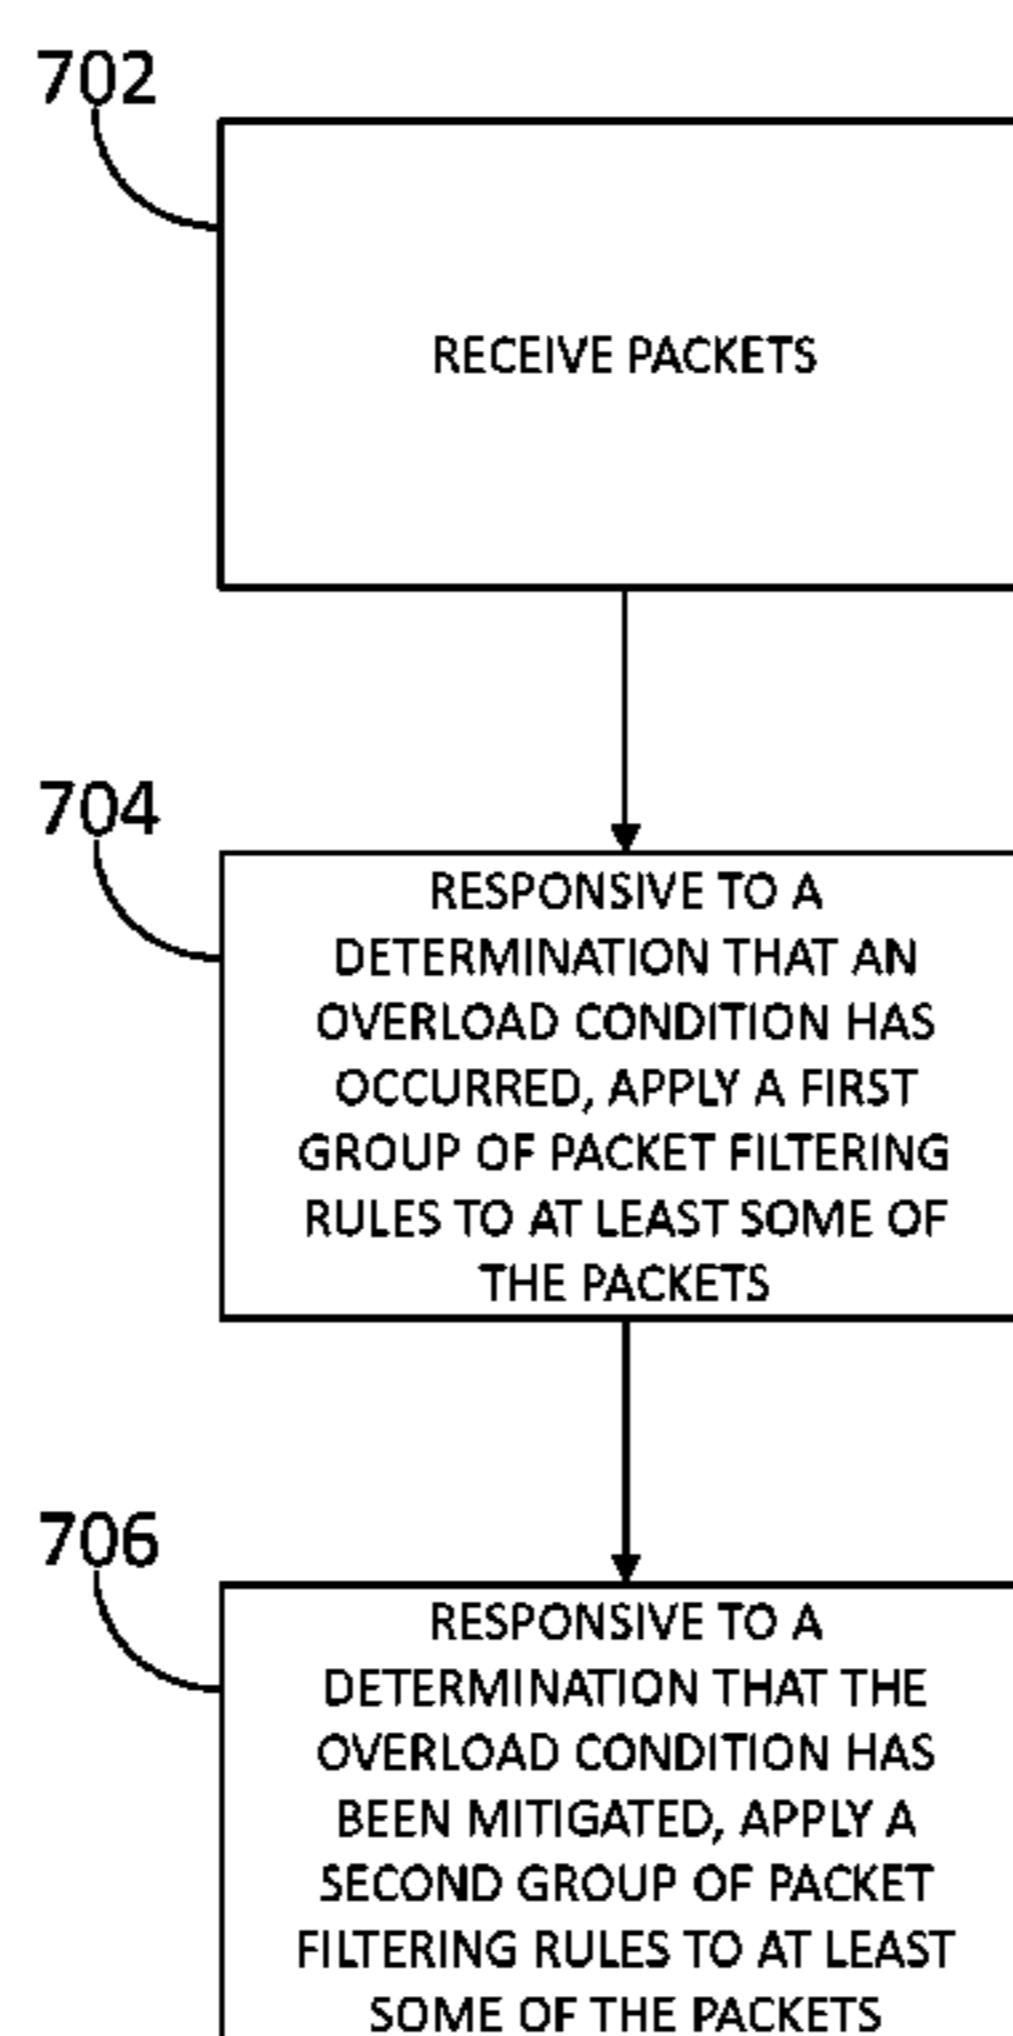 702
RECEIVE PACKETS
704
RESPONSIVE TO A
DETERMINATION THAT AN
OVERLOAD CONDITION HAS
OCCURRED, APPLY A FIRST
GROUP OF PACKET FILTERING
RULES TO AT LEAST SOME OF
THE PACKETS
706
RESPONSIVE TO A
DETERMINATION THAT THE
OVERLOAD CONDITION HAS
BEEN MITIGATED, APPLY A
SECOND GROUP OF PACKET
FILTERING RULES TO AT LEAST
SOME OF THE PACKETS